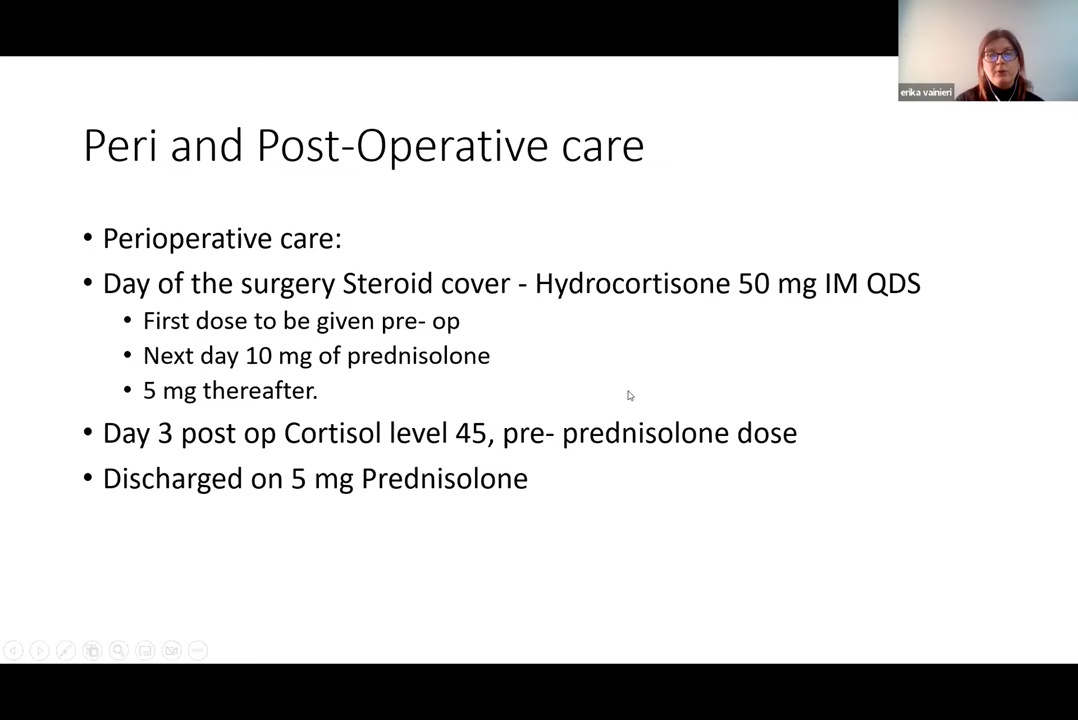 erika vainieri
Peri and Post-Operative care
• Perioperative care:
• Day of the surgery Steroid cover - Hydrocortisone 50 mg IM QDS
• First dose to be given pre- op
• Next day 10 mg of prednisolone
• 5 mg thereafter.
• Day 3 post op Cortisol level 45, pre- prednisolone dose
• Discharged on 5 mg Prednisolone